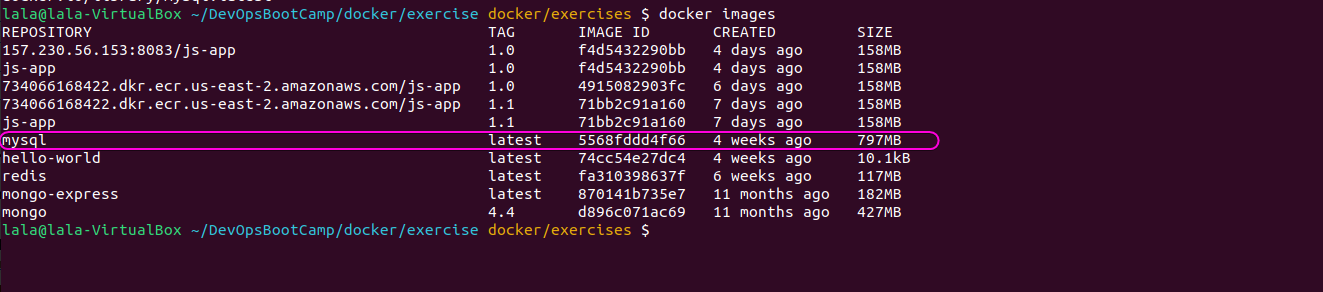 lala@lala-VirtualBox ~/DevOpsBootCamp/docker/exercise docker/exercises $ docker images
REPOSITORY TAG IMAGE ID CREATED SIZE
157.230.56.153:8083/js-app 1.0 f4d5432290bb 4 days ago 158MB
js-app 1.0 f4d5432290bb 4 days ago 158MB
734066168422.dkr.ecr.us-east-2.amazonaws.com/js-app 1.0 4915082903fc 6 days ago 158MB
734066168422.dkr.ecr.us-east-2.amazonaws.com/js-app 1.1 71bb2c91a160 7 days ago 158MB
js-app 1.1 71bb2c91a160 7 days ago 158MB
mysql latest 5568fddd4f66 4 weeks ago 797MB
hello-world latest 74cc54e27dc4 4 weeks ago 10.1kB
redis latest fa310398637f 6 weeks ago 117MB
mongo-express latest 870141b735e7 11 months ago 182MB
mongo 4.4 d896c071ac69 11 months ago 427MB
lala@lala-VirtualBox ~/DevOpsBootCamp/docker/exercise docker/exercises $